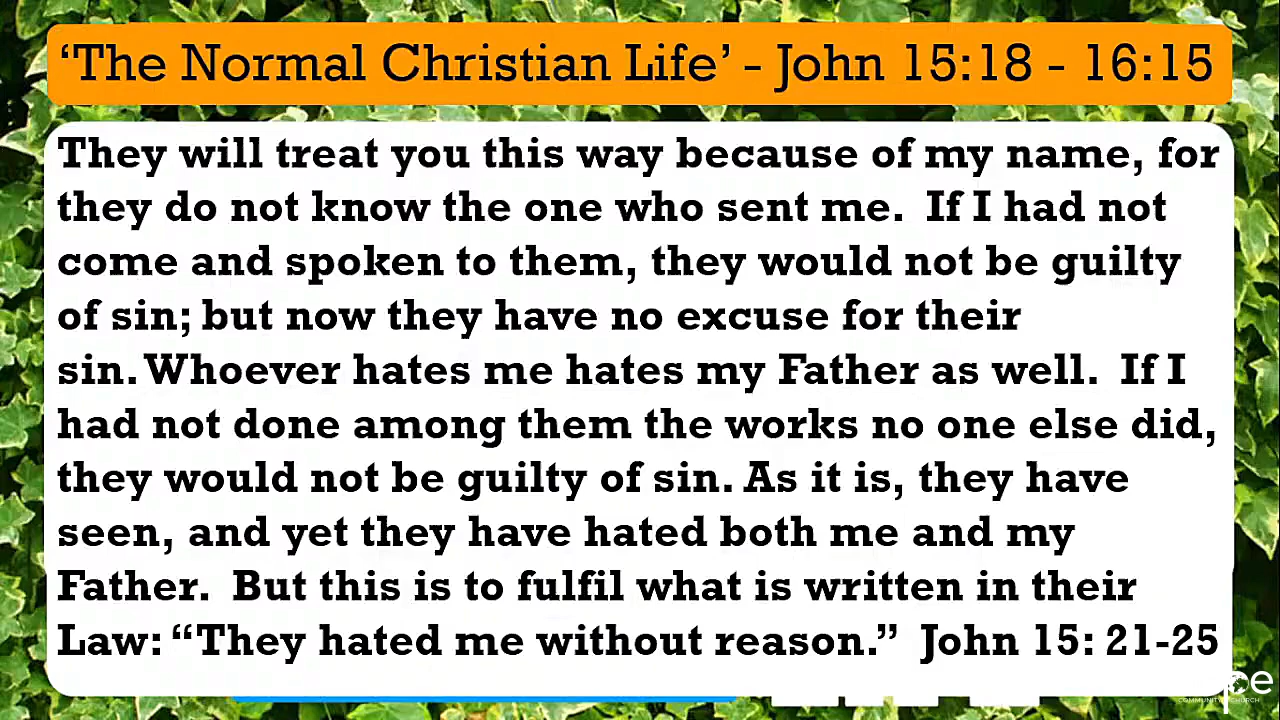 ‘The Normal Christian Life’ - John 15:18 - 16:15
They will treat you this way because of my name, for
they do not know the one who sent me.  If I had not
come and spoken to them, they would not be guilty
of sin; but now they have no excuse for their
sin. Whoever hates me hates my Father as well.  If I
had not done among them the works no one else did,
they would not be guilty of sin. As it is, they have
seen, and yet they have hated both me and my
Father.  But this is to fulfil what is written in their
Law: “They hated me without reason.”  John 15: 21-25
CHURCH